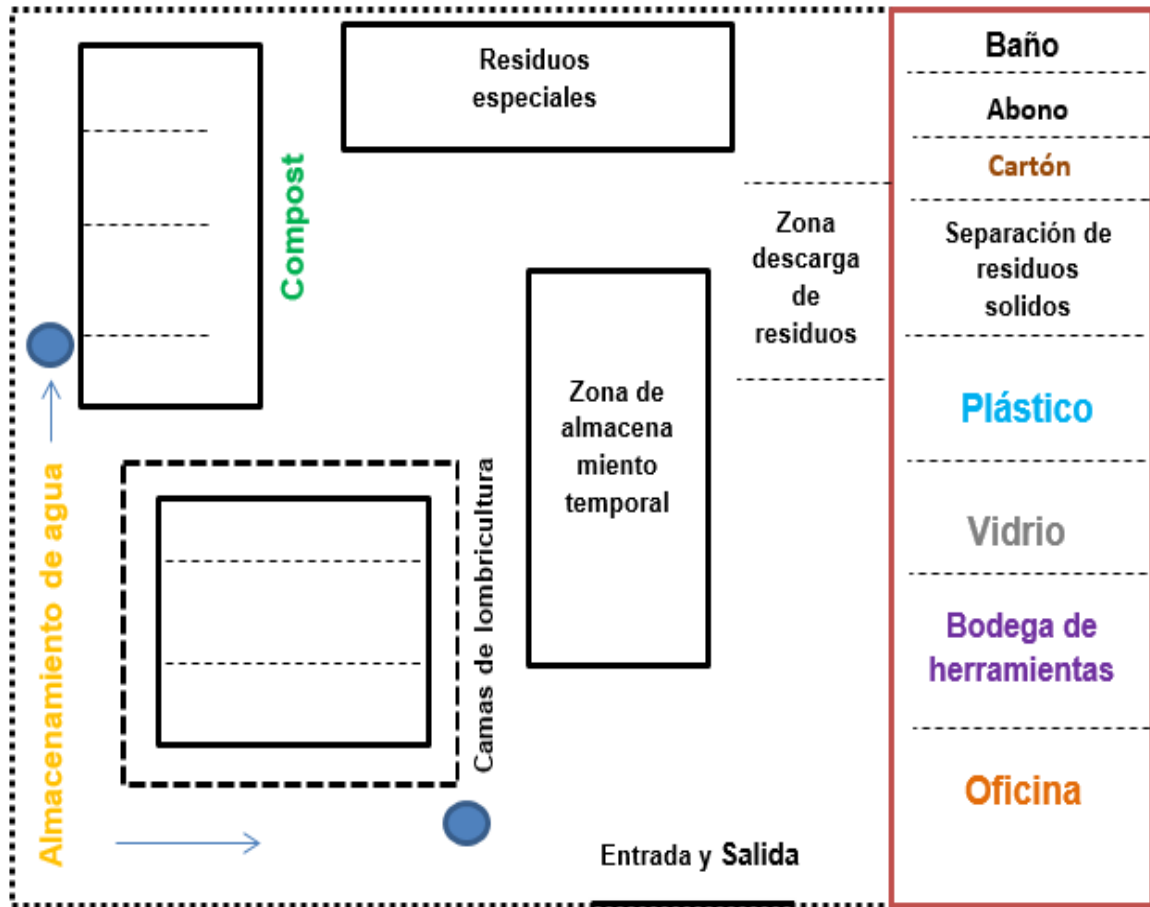 Residuos
especiales
Compost
Zona
descarga
de
residuos
Zona de
almacena
miento
temporal
Almacenamiento de agua
Camas de lombricultura
Entrada y Salida
Baño
Abono
Cartón
Separación de
residuos
solidos
Plástico
Vidrio
Bodega de
herramientas
Oficina